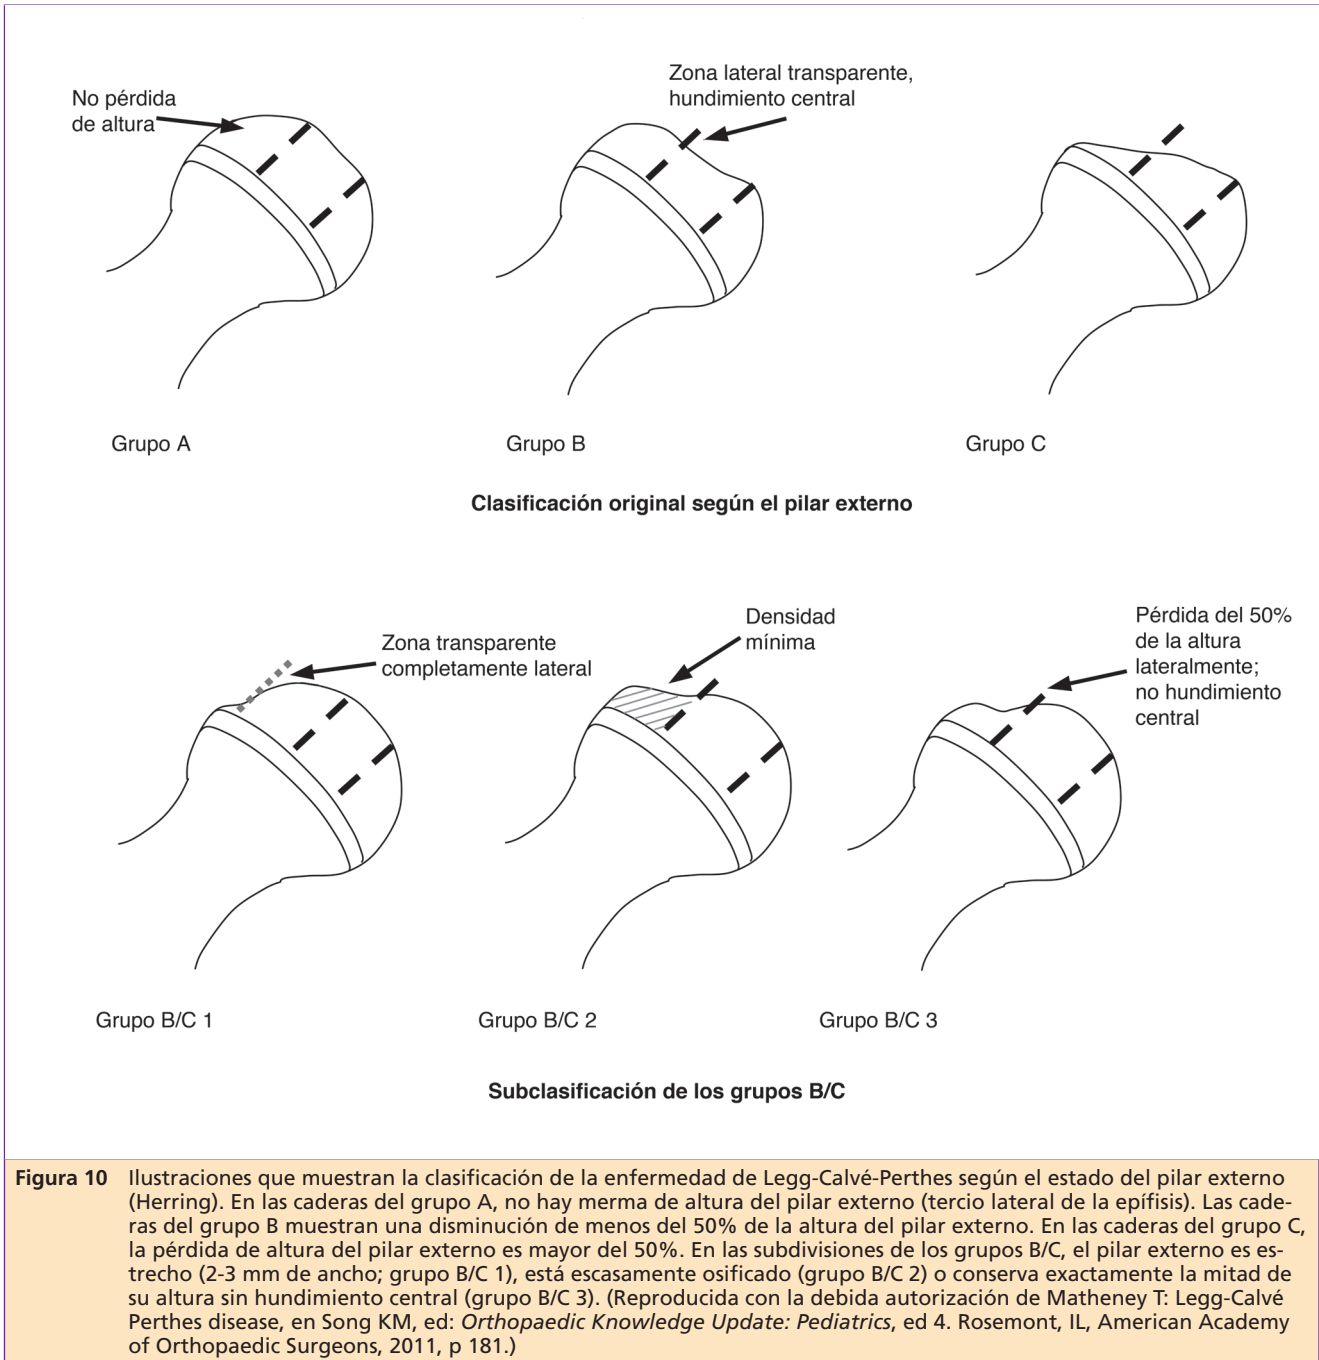 No pérdida
de altura
Zona lateral transparente,
hundimiento central
Grupo A
Grupo B
Grupo C
Clasificación original según el pilar externo
Zona transparente
completamente lateral
Densidad
mínima
Pérdida del 50%
de la altura
lateralmente;
no hundimiento
central
Grupo B/C 1
Grupo B/C 2
Grupo B/C 3
Subclasificación de los grupos B/C
Figura 10 Ilustraciones que muestran la clasificación de la enfermedad de Legg-Calvé-Perthes según el estado del pilar externo
(Herring). En las caderas del grupo A, no hay merma de altura del pilar externo (tercio lateral de la epífisis). Las cade-
ras del grupo B muestran una disminución de menos del 50% de la altura del pilar externo. En las caderas del grupo C,
la pérdida de altura del pilar externo es mayor del 50%. En las subdivisiones de los grupos B/C, el pilar externo es es-
trecho (2-3 mm de ancho; grupo B/C 1), está escasamente osificado (grupo B/C 2) o conserva exactamente la mitad de
su altura sin hundimiento central (grupo B/C 3). (Reproducida con la debida autorización de Matheney T: Legg-Calvé
Perthes disease, en Song KM, ed: Orthopaedic Knowledge Update: Pediatrics, ed 4. Rosemont, IL, American Academy
of Orthopaedic Surgeons, 2011, p 181.)